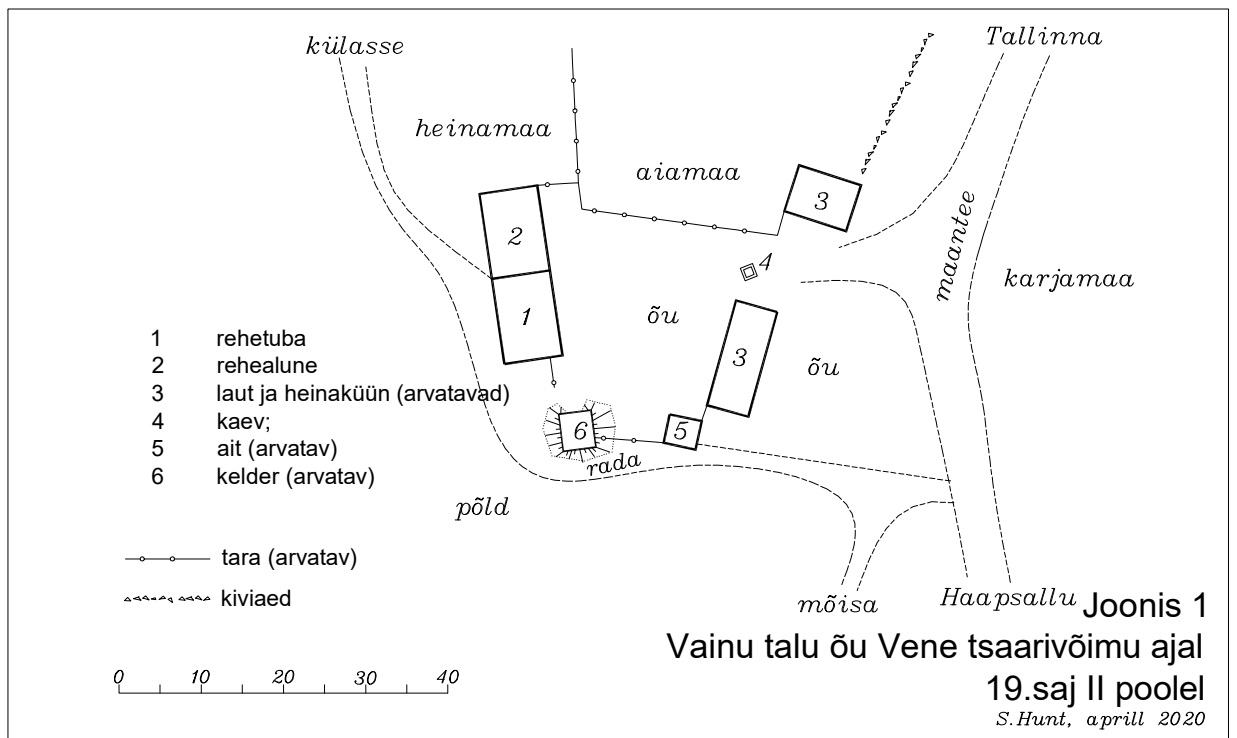 külasse
Tallinna
heinamaa
aiamaa
3
2
4
maantee
karjamaa
1
õu
3
õu
1 rehetuba
2 rehealune
3 laut ja heinaküün (arvatavad)
4 kaev;
5 ait (arvatav)
6 kelder (arvatav)
6
5
rada
põld
tara (arvatav)
kiviaed
mõisa
Haapsallu
Joonis 1
Vainu talu õu Vene tsaarivõimu ajal
19.saj II poolel
S.Hunt, aprill 2020
0 10 20 30 40